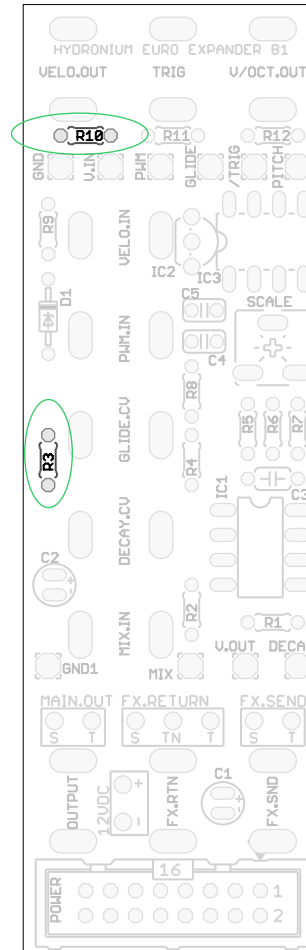 HYDRONIUM EURO EXPANDER B1
VELO.OUT TRIG V/OCT.OUT
R10 R11 R12
GND V.IN PWM GLIDE /TRIG PITCH
R9 VELO.IN
IC2 IC3
D1 C5 SCALE
PWM.IN C4
R8
R3 GLIDE.CV R4 R5 R6 R7
IC1 C3
DECAY.CV
C2
MIX.IN R2 R1
GND1 MIX V.OUT DECA
MAIN.OUT FX.RETURN FX.SEND
S T S TN T S T
OUTPUT 12VDC + - FX.RTN C1 + FX.SND
16
POWER 1
2